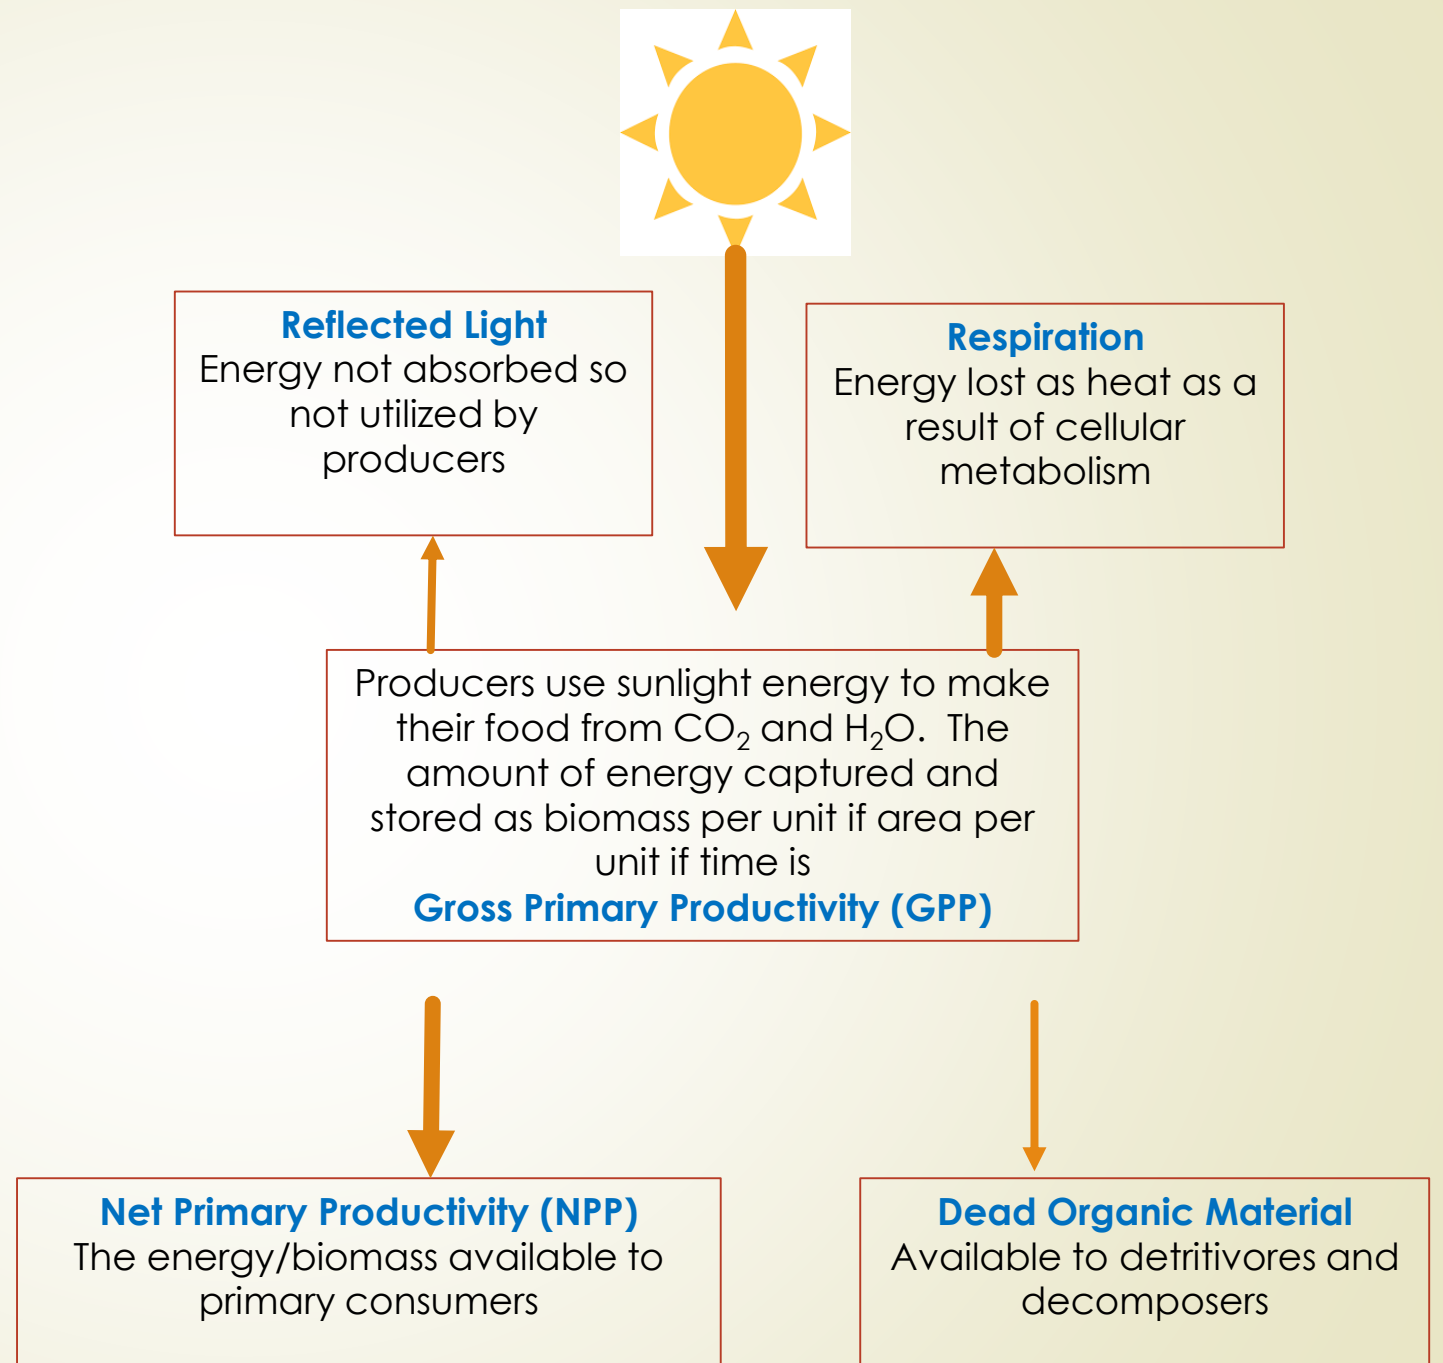 Reflected Light
Energy not absorbed so
not utilized by
producers
Respiration
Energy lost as heat as a
result of cellular
metabolism
Producers use sunlight energy to make
their food from CO₂ and H₂O.  The
amount of energy captured and
stored as biomass per unit if area per
unit if time is
Gross Primary Productivity (GPP)
Net Primary Productivity (NPP)
The energy/biomass available to
primary consumers
Dead Organic Material
Available to detritivores and
decomposers